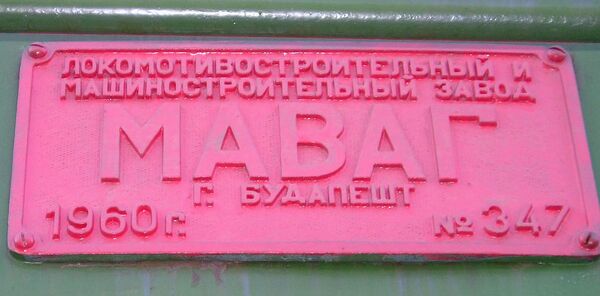 ЛОКОМОТИВОСТРОИТЕЛЬНЫЙ И
МАШИНОСТРОИТЕЛЬНЫЙ ЗАВОД
МАВАГ
Г. БУДАПЕШТ
1960 г. № 347